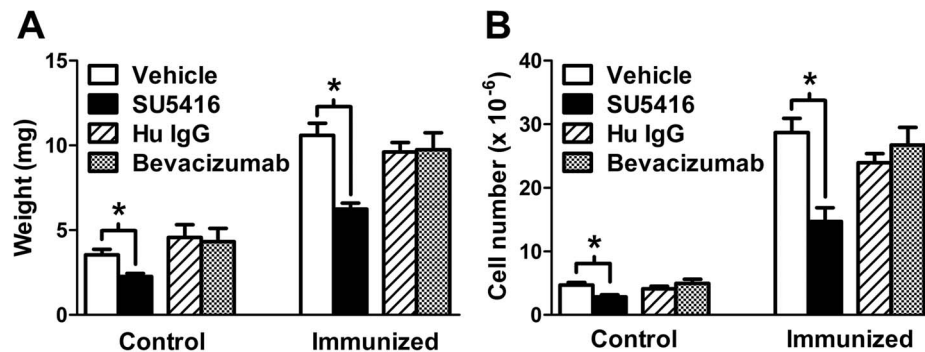 A
Weight (mg)
15
10
5
0
Vehicle
SU5416
Hu IgG
Bevacizumab
*
*
Control
Immunized
B
Cell number (x 10⁻⁶)
40
30
20
10
0
Vehicle
SU5416
Hu IgG
Bevacizumab
*
*
Control
Immunized